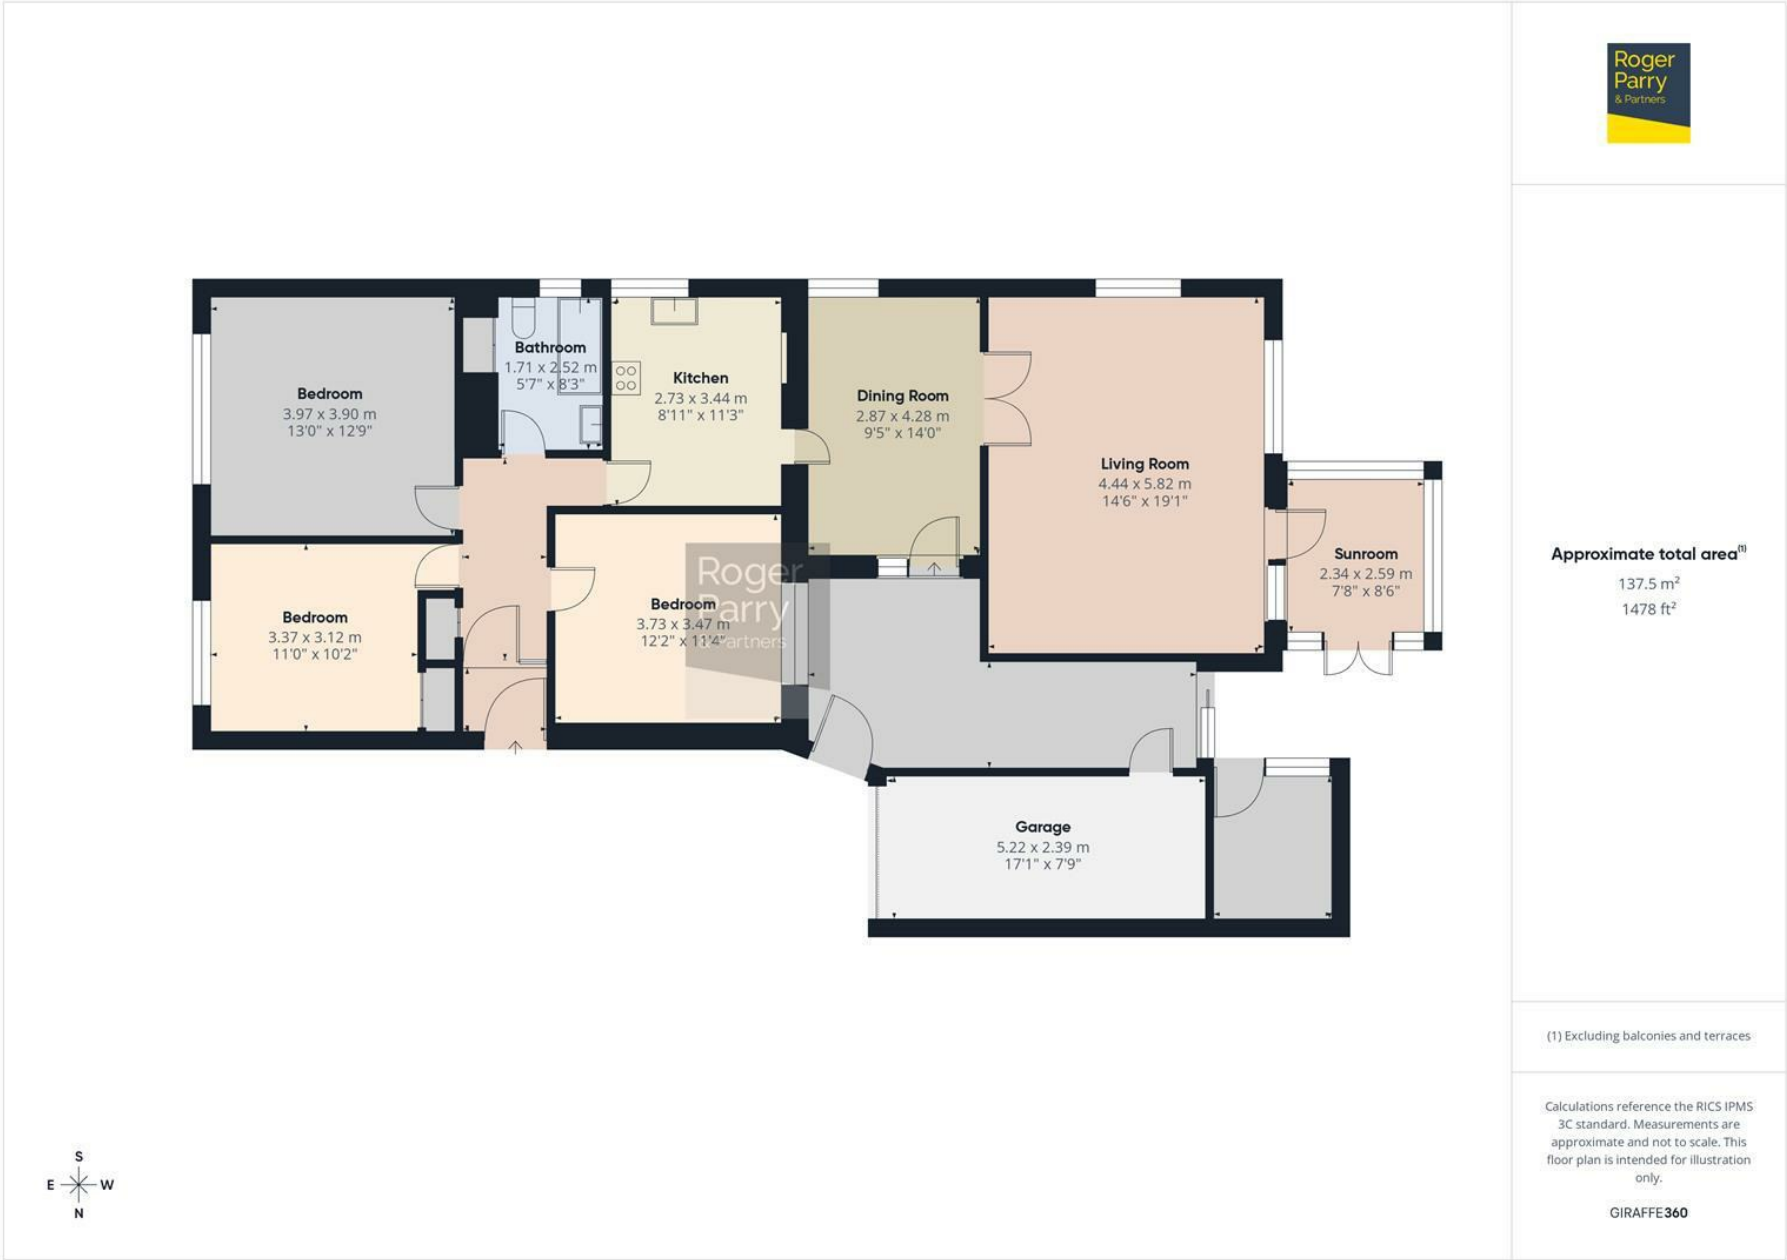 Roger
Parry
& Partners
Bedroom
3.97 x 3.90 m
13'0" x 12'9"
Bathroom
1.71 x 2.52 m
5'7" x 8'3"
Kitchen
2.73 x 3.44 m
8'11" x 11'3"
Dining Room
2.87 x 4.28 m
9'5" x 14'0"
Living Room
4.44 x 5.82 m
14'6" x 19'1"
Sunroom
2.34 x 2.59 m
7'8" x 8'6"
Bedroom
3.37 x 3.12 m
11'0" x 10'2"
Bedroom
3.73 x 3.47 m
12'2" x 11'4"
Roger
Parry
& Partners
Garage
5.22 x 2.39 m
17'1" x 7'9"
Approximate total area(1)
137.5 m²
1478 ft²
(1) Excluding balconies and terraces
Calculations reference the RICS IPMS
3C standard. Measurements are
approximate and not to scale. This
floor plan is intended for illustration
only.
GIRAFFE360
S
E W
N